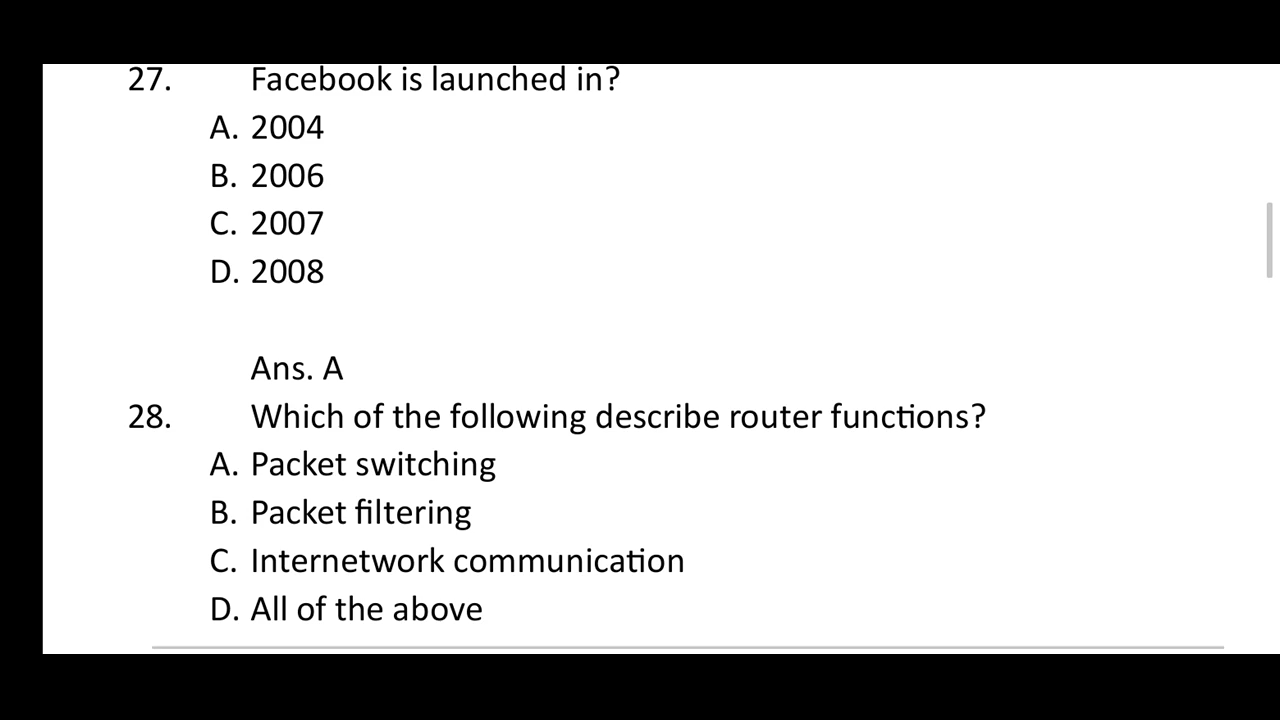 27. Facebook is launched in?
A. 2004
B. 2006
C. 2007
D. 2008
Ans. A
28. Which of the following describe router functions?
A. Packet switching
B. Packet filtering
C. Internetwork communication
D. All of the above